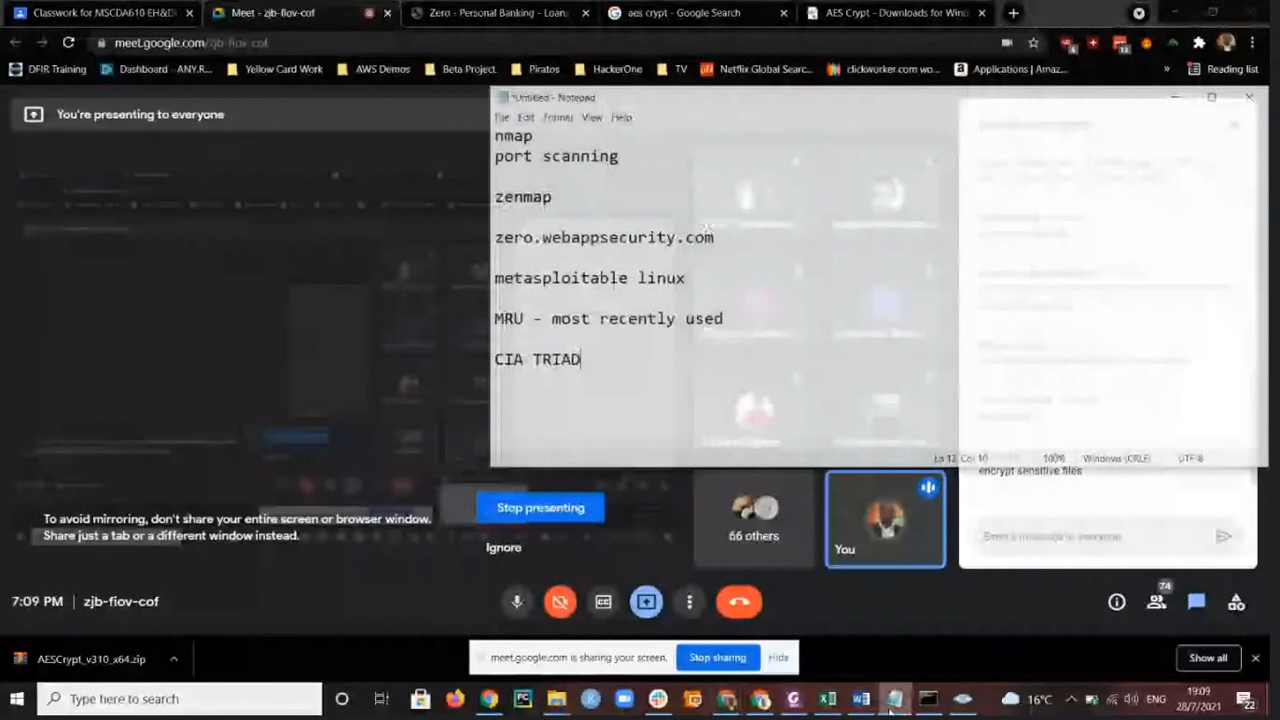 Classwork for MSCDA610 EH&D
Meet - zjb-fiov-cof
Zero - Personal Banking - Loan
aes crypt - Google Search
AES Crypt - Downloads for Wind
meet.google.com/zjb-fiov-cof
DFIR Training
Dashboard - ANY.R...
Yellow Card Work
AWS Demos
Beta Project
Piratos
HackerOne
TV
Netflix Global Searc...
clickworker.com wo...
Applications | Amaz...
»
Reading list
You're presenting to everyone
*Untitled - Notepad
File Edit Format View Help
nmap
port scanning
zenmap
zero.webappsecurity.com
metasploitable linux
MRU - most recently used
CIA TRIAD
Ln 12, Col 10
100%
Windows (CRLF)
UTF-8
encrypt sensitive files
To avoid mirroring, don't share your entire screen or browser window.
Share just a tab or a different window instead.
Stop presenting
Ignore
66 others
You
Send a message to everyone
7:09 PM
zjb-fiov-cof
74
AESCrypt_v310_x64.zip
meet.google.com is sharing your screen.
Stop sharing
Hide
Show all
Type here to search
16°C
ENG
19:09
28/7/2021
22